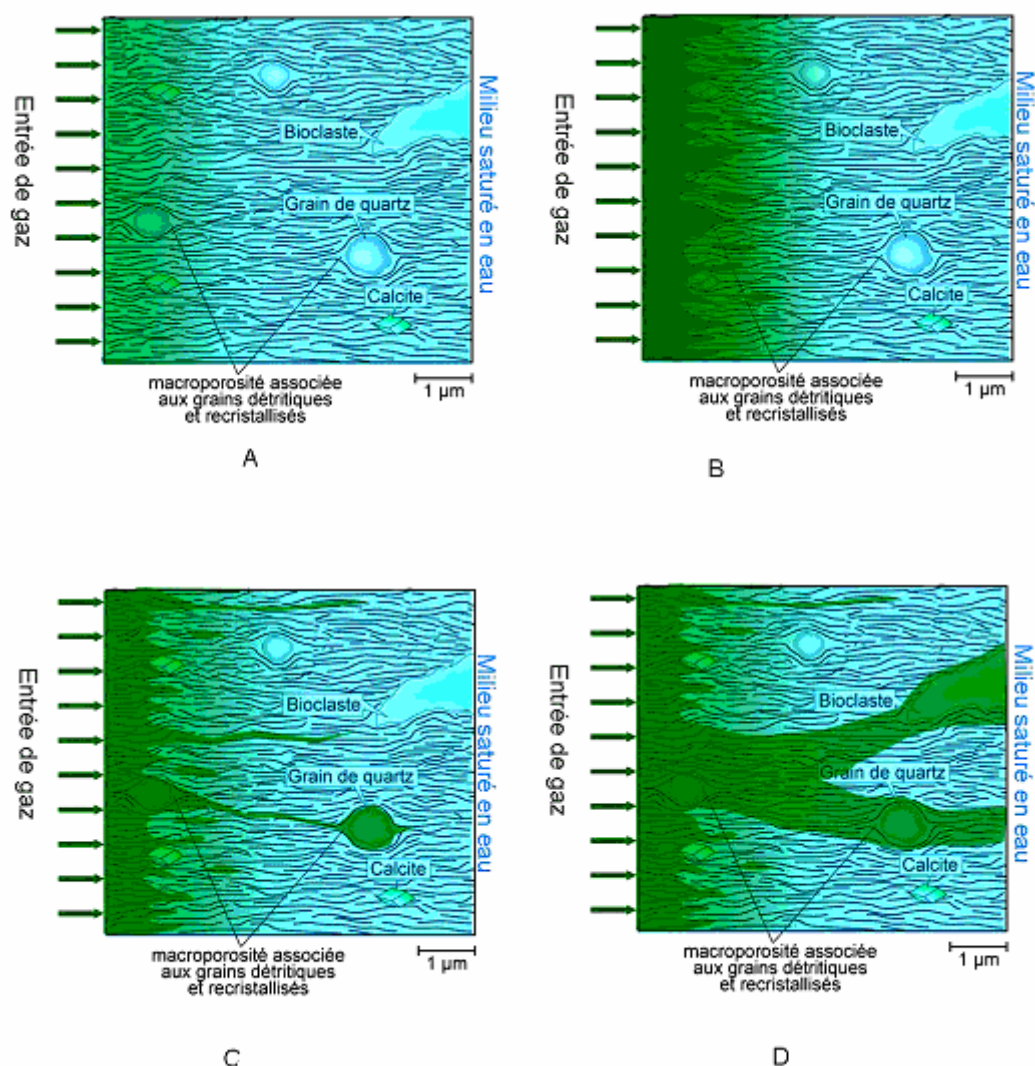 Entrée de gaz
Bioclaste
Grain de quartz
Calcite
Milieu saturé en eau
macroporosité associée
aux grains détritiques
et recristallisés
1 µm
A
Entrée de gaz
Bioclaste
Grain de quartz
Calcite
Milieu saturé en eau
macroporosité associée
aux grains détritiques
et recristallisés
1 µm
B
Entrée de gaz
Bioclaste
Grain de quartz
Calcite
Milieu saturé en eau
macroporosité associée
aux grains détritiques
et recristallisés
1 µm
C
Entrée de gaz
Bioclaste
Grain de quartz
Calcite
Milieu saturé en eau
macroporosité associée
aux grains détritiques
et recristallisés
1 µm
D